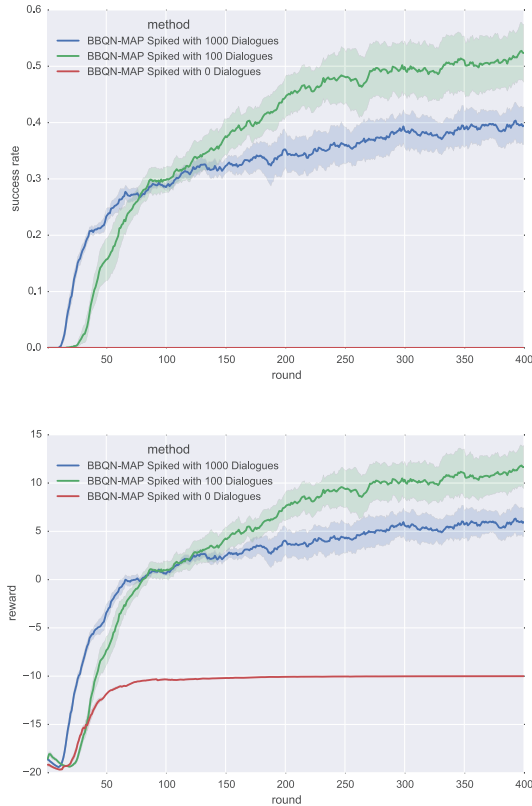 0.6
0.5
0.4
0.3
0.2
0.1
0.0
success rate
method
BBQN-MAP Spiked with 1000 Dialogues
BBQN-MAP Spiked with 100 Dialogues
BBQN-MAP Spiked with 0 Dialogues
50 100 150 200 250 300 350 400
round
15
10
5
0
−5
−10
−15
−20
reward
method
BBQN-MAP Spiked with 1000 Dialogues
BBQN-MAP Spiked with 100 Dialogues
BBQN-MAP Spiked with 0 Dialogues
50 100 150 200 250 300 350 400
round